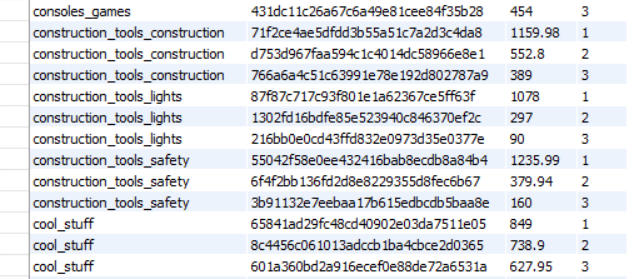 consoles_games 431dc11c26a67c6a49e81cee84f35b28 454 3
construction_tools_construction 71f2ce4ae5dfdd3b55a51c7a2d3c4da8 1159.98 1
construction_tools_construction d753d967faa594c1c4014dc58966e8e1 552.8 2
construction_tools_construction 766a6a4c51c63991e78e192d802787a9 389 3
construction_tools_lights 87f87c717c93f801e1a62367ce5ff63f 1078 1
construction_tools_lights 1302fd16bdfe85e523940c846370ef2c 297 2
construction_tools_lights 216bb0e0cd43ffd832e0973d35e0377e 90 3
construction_tools_safety 55042f58e0ee432416bab8ecdb8a84b4 1235.99 1
construction_tools_safety 6f4f2bb136fd2d8e8229355d8fec6b67 379.94 2
construction_tools_safety 3b91132e7eebaa17b615edbcdb5baa8e 160 3
cool_stuff 65841ad29fc48cd40902e03da7511e05 849 1
cool_stuff 8c4456c061013adccb1ba4cbce2d0365 738.9 2
cool_stuff 601a360bd2a916ecef0e88de72a6531a 627.95 3